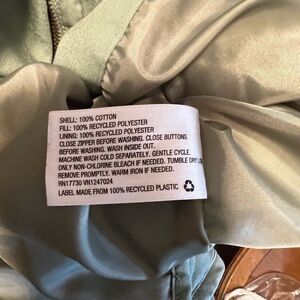 SHELL: 100% COTTON
FILL: 100% RECYCLED POLYESTER
LINING: 100% RECYCLED POLYESTER
CLOSE ZIPPER BEFORE WASHING. CLOSE BUTTONS
BEFORE WASHING. WASH INSIDE OUT.
MACHINE WASH COLD SEPARATELY. GENTLE CYCLE.
ONLY NON-CHLORINE BLEACH IF NEEDED. TUMBLE DRY LOW
REMOVE PROMPTLY. WARM IRON IF NEEDED.
RN17730 VN1247024
LABEL MADE FROM 100% RECYCLED PLASTIC